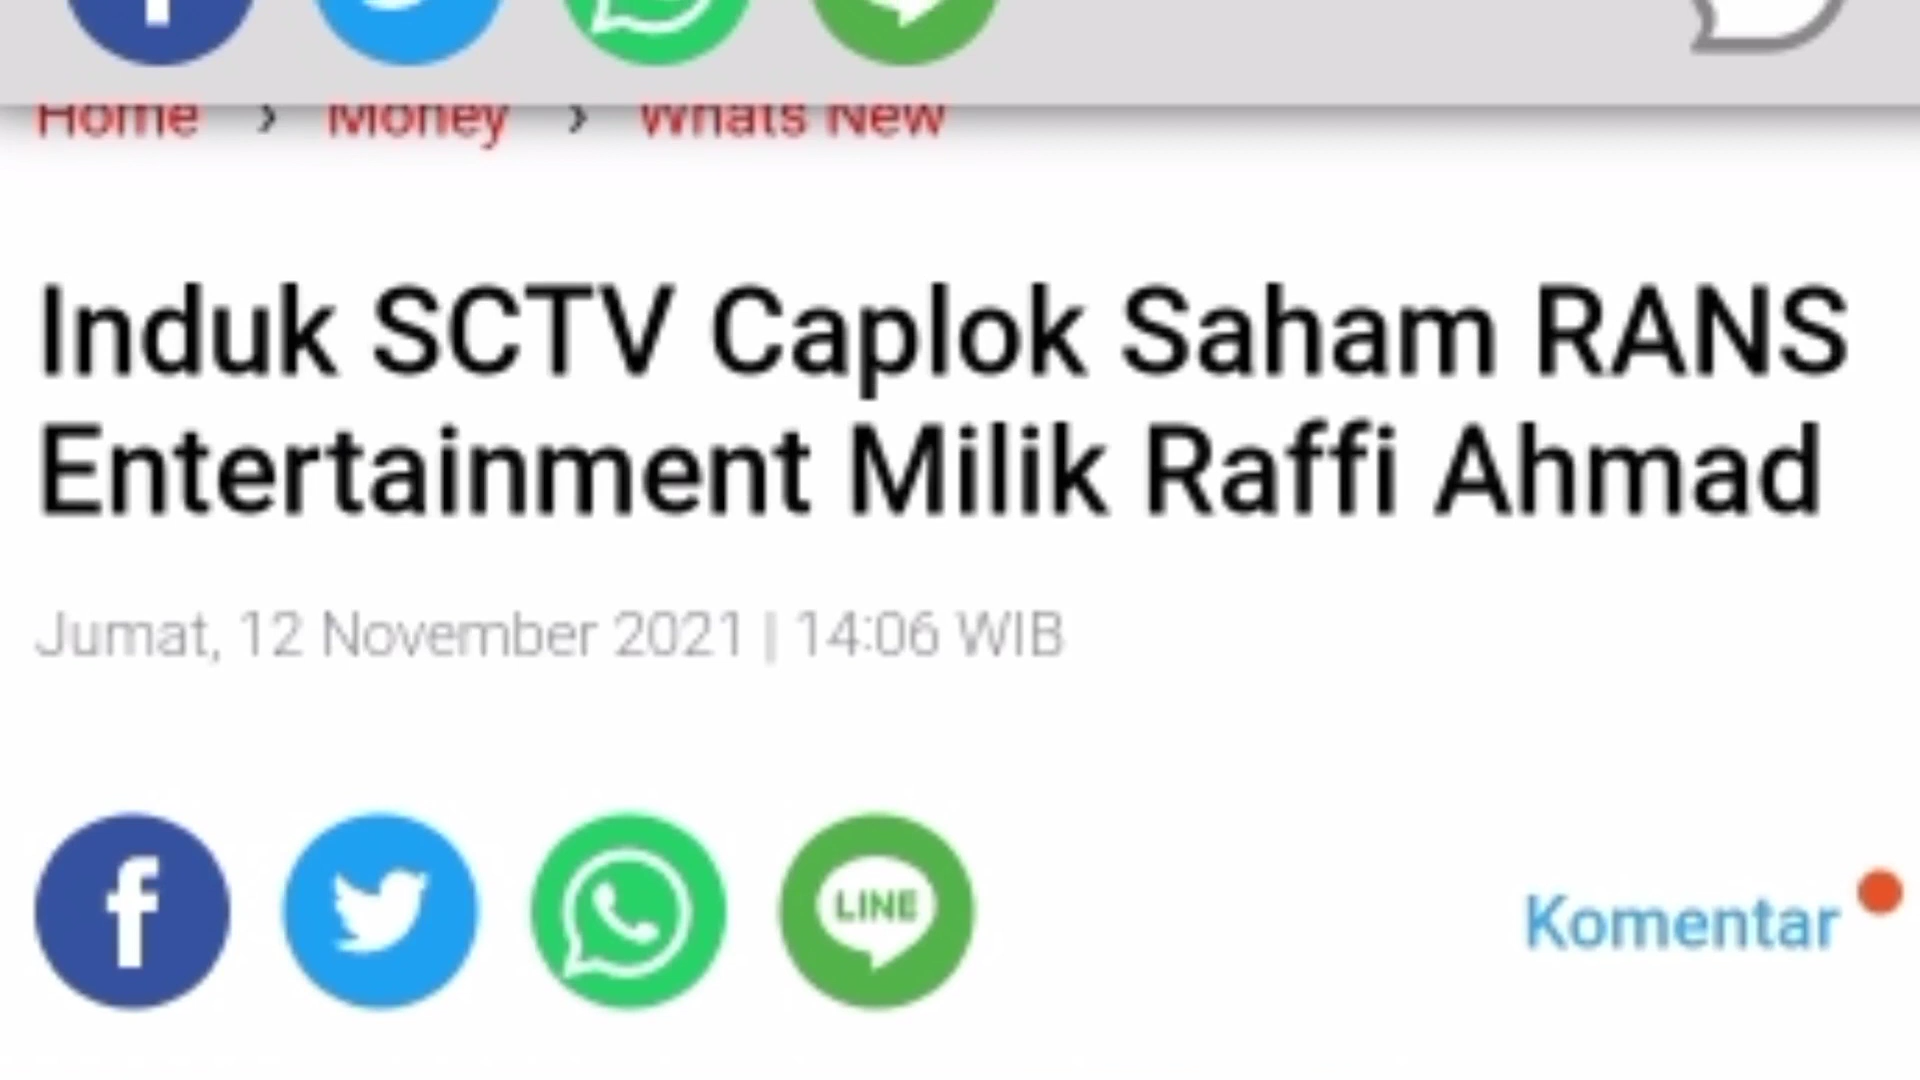 Home > Money > Whats New
Induk SCTV Caplok Saham RANS
Entertainment Milik Raffi Ahmad
Jumat, 12 November 2021 | 14:06 WIB
LINE
Komentar